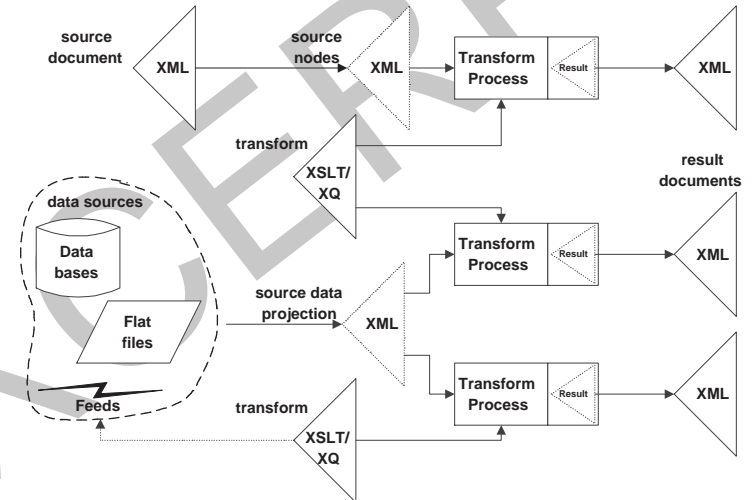 source
document
XML
source
nodes
XML
Transform
Process
Result
XML
transform
XSLT/
XQ
result
documents
data sources
Data
bases
Flat
files
Feeds
source data
projection
XML
Transform
Process
Result
XML
Transform
Process
Result
XML
transform
XSLT/
XQ